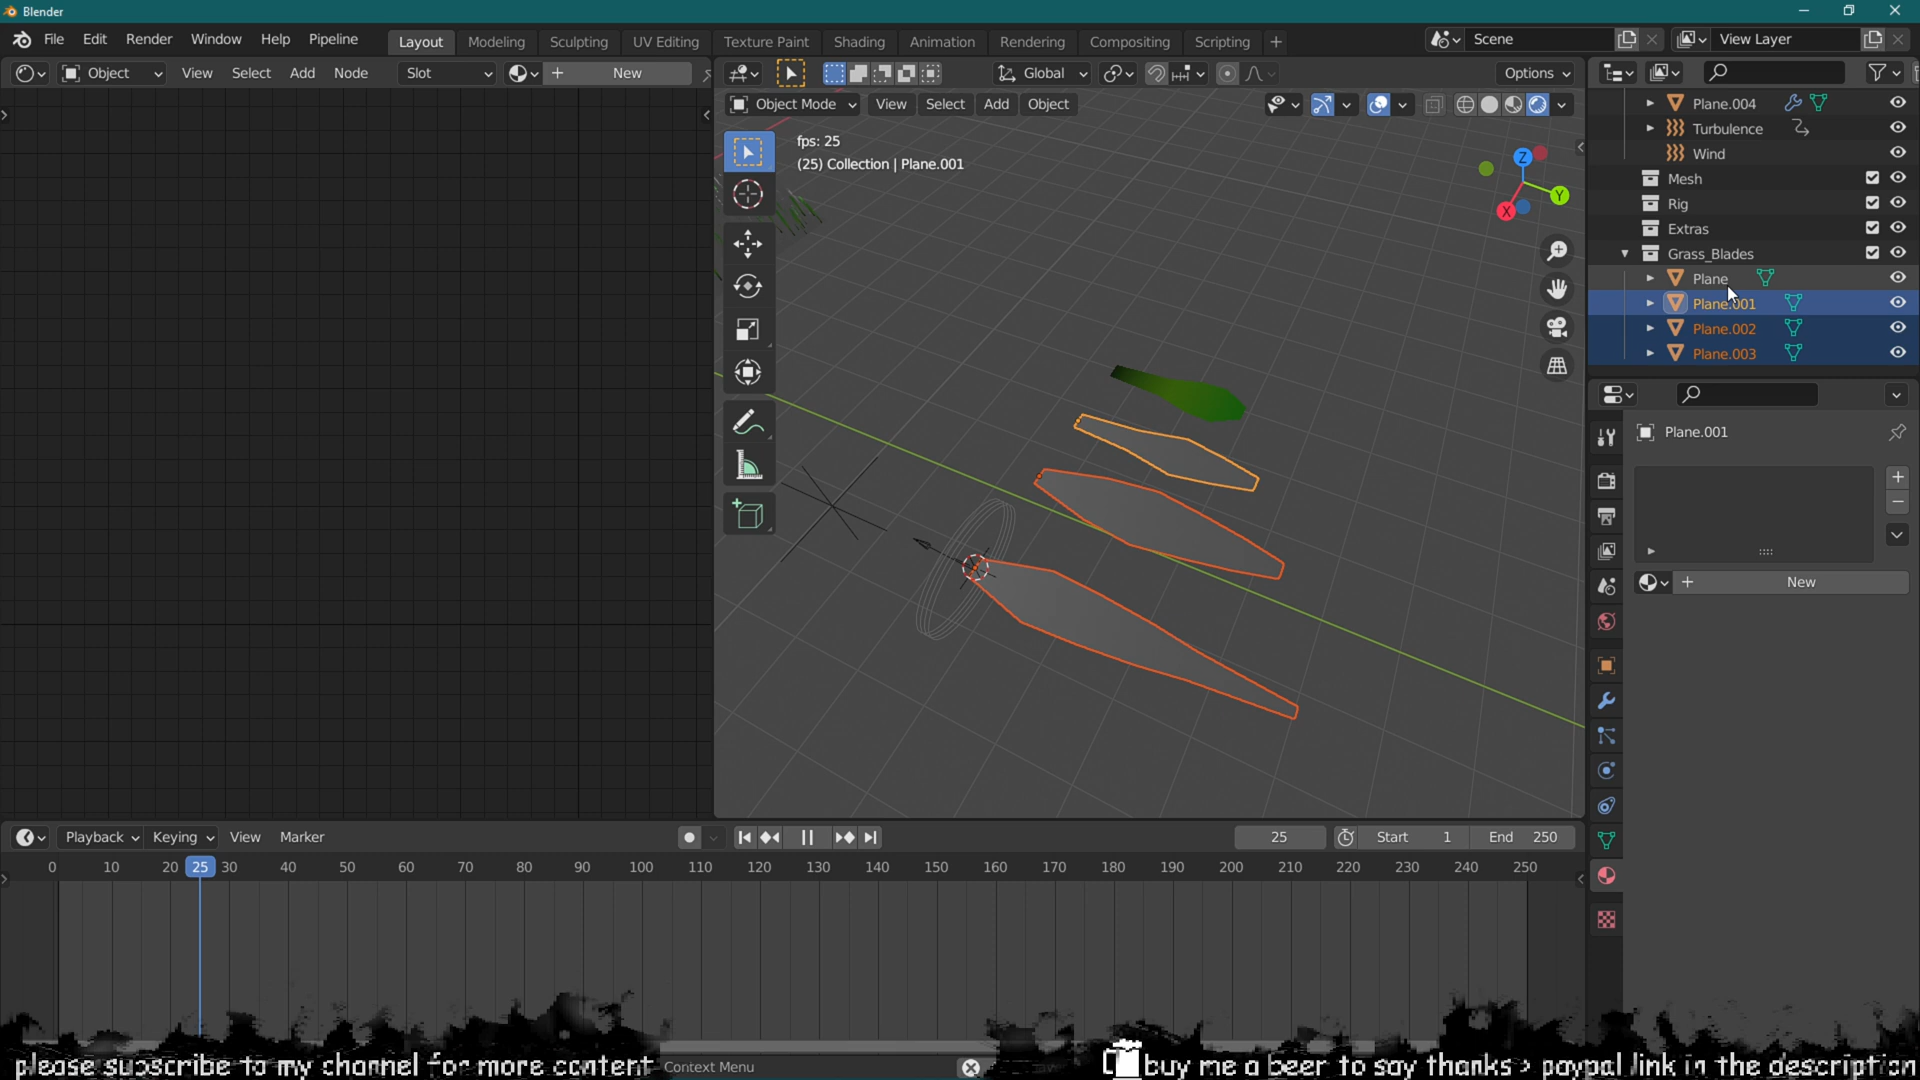 Blender
File Edit Render Window Help Pipeline
Layout Modeling Sculpting UV Editing Texture Paint Shading Animation Rendering Compositing Scripting +
Scene
View Layer
Object View Select Add Node Slot New
Global
Options
Object Mode View Select Add Object
fps: 25
(25) Collection | Plane.001
Z
Y
X
Plane.004
Turbulence
Wind
Mesh
Rig
Extras
Grass_Blades
Plane
Plane.001
Plane.002
Plane.003
Plane.001
New
Playback Keying View Marker
25 Start 1 End 250
0 10 20 25 30 40 50 60 70 80 90 100 110 120 130 140 150 160 170 180 190 200 210 220 230 240 250
please subscribe to my channel for more content
Context Menu
buy me a beer to say thanks > paypal link in the description